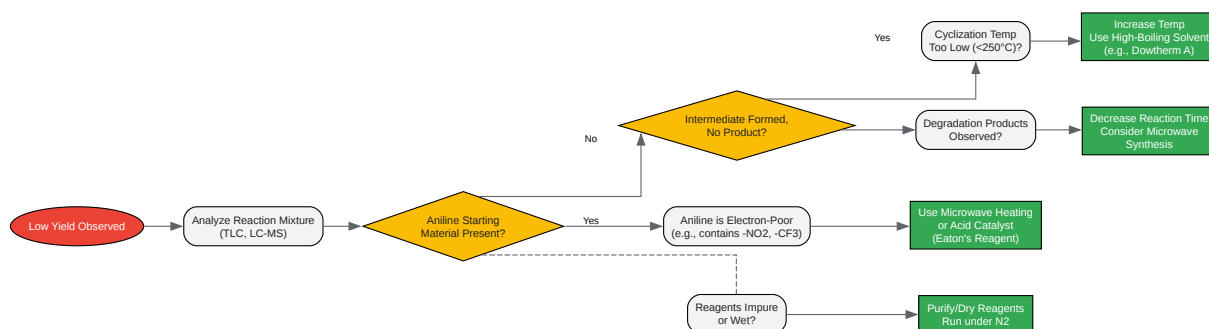 Yes
Cyclization Temp
Too Low (<250°C)?
Increase Temp
Use High-Boiling Solvent
(e.g., Dowtherm A)
No
Intermediate Formed,
No Product?
Degradation Products
Observed?
Decrease Reaction Time
Consider Microwave
Synthesis
Low Yield Observed
Analyze Reaction Mixture
(TLC, LC-MS)
Aniline Starting
Material Present?
Yes
Aniline is Electron-Poor
(e.g., contains -NO2, -CF3)
Use Microwave Heating
or Acid Catalyst
(Eaton's Reagent)
Reagents Impure
or Wet?
Purify/Dry Reagents
Run under N2